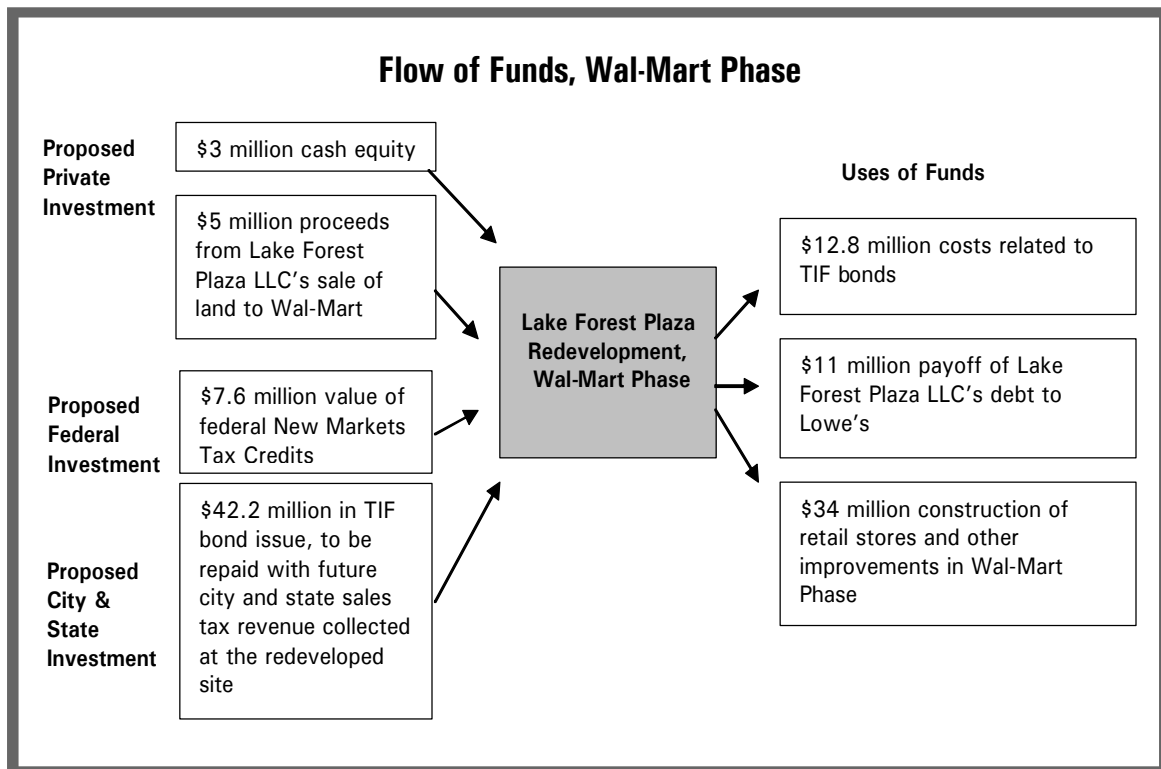 Flow of Funds, Wal-Mart Phase
Proposed
Private
Investment
$3 million cash equity
$5 million proceeds
from Lake Forest
Plaza LLC’s sale of
land to Wal-Mart
Proposed
Federal
Investment
$7.6 million value of
federal New Markets
Tax Credits
Proposed
City &
State
Investment
$42.2 million in TIF
bond issue, to be
repaid with future
city and state sales
tax revenue collected
at the redeveloped
site
Lake Forest Plaza
Redevelopment,
Wal-Mart Phase
Uses of Funds
$12.8 million costs related to
TIF bonds
$11 million payoff of Lake
Forest Plaza LLC’s debt to
Lowe’s
$34 million construction of
retail stores and other
improvements in Wal-Mart
Phase